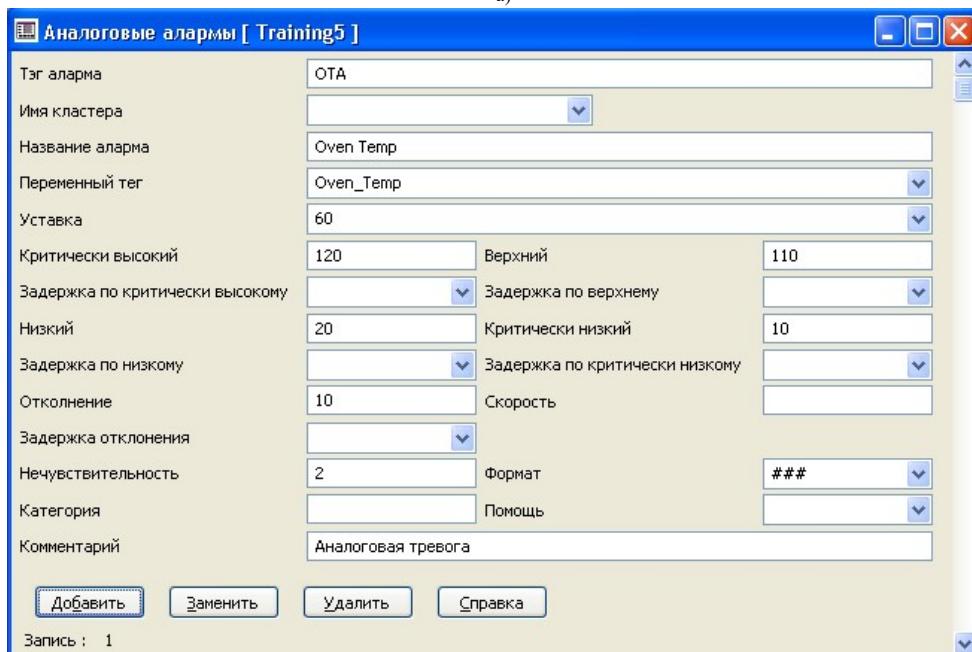 а)
Аналоговые алармы [ Training5 ]
Тэг аларма OTA
Имя кластера
Название аларма Oven Temp
Переменный тег Oven_Temp
Уставка 60
Критически высокий 120 Верхний 110
Задержка по критически высокому Задержка по верхнему
Низкий 20 Критически низкий 10
Задержка по низкому Задержка по критически низкому
Отколнение 10 Скорость
Задержка отклонения
Нечувствительность 2 Формат ###
Категория Помощь
Комментарий Аналоговая тревога
Добавить Заменить Удалить Справка
Запись : 1